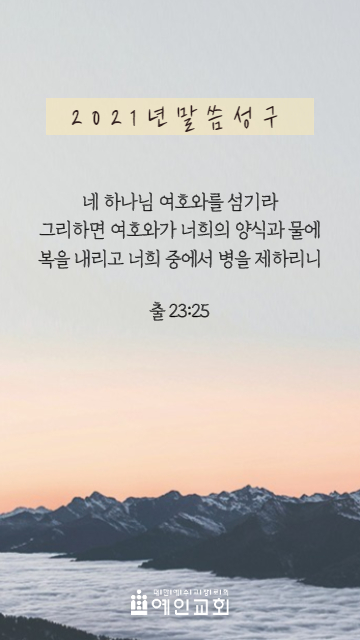 2021년말씀성구
네 하나님 여호와를 섬기라
그리하면 여호와가 너희의 양식과 물에
복을 내리고 너희 중에서 병을 제하리니
출 23:25
예인교회